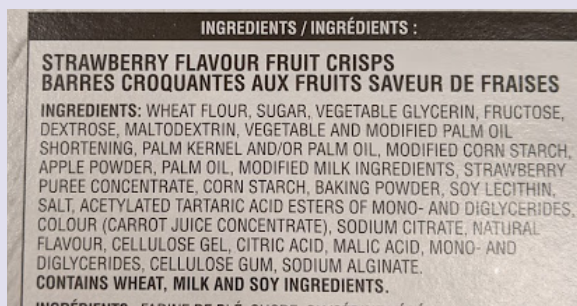 INGREDIENTS / INGRÉDIENTS :
STRAWBERRY FLAVOUR FRUIT CRISPS
BARRES CROQUANTES AUX FRUITS SAVEUR DE FRAISES
INGREDIENTS: WHEAT FLOUR, SUGAR, VEGETABLE GLYCERIN, FRUCTOSE,
DEXTROSE, MALTODEXTRIN, VEGETABLE AND MODIFIED PALM OIL
SHORTENING, PALM KERNEL AND/OR PALM OIL, MODIFIED CORN STARCH,
APPLE POWDER, PALM OIL, MODIFIED MILK INGREDIENTS, STRAWBERRY
PUREE CONCENTRATE, CORN STARCH, BAKING POWDER, SOY LECITHIN,
SALT, ACETYLATED TARTARIC ACID ESTERS OF MONO- AND DIGLYCERIDES,
COLOUR (CARROT JUICE CONCENTRATE), SODIUM CITRATE, NATURAL
FLAVOUR, CELLULOSE GEL, CITRIC ACID, MALIC ACID, MONO- AND
DIGLYCERIDES, CELLULOSE GUM, SODIUM ALGINATE.
CONTAINS WHEAT, MILK AND SOY INGREDIENTS.